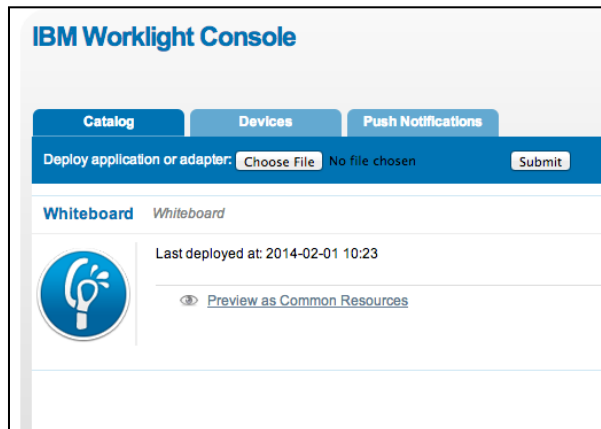 IBM Worklight Console
Catalog Devices Push Notifications
Deploy application or adapter: Choose File No file chosen Submit
Whiteboard Whiteboard
Last deployed at: 2014-02-01 10:23
Preview as Common Resources